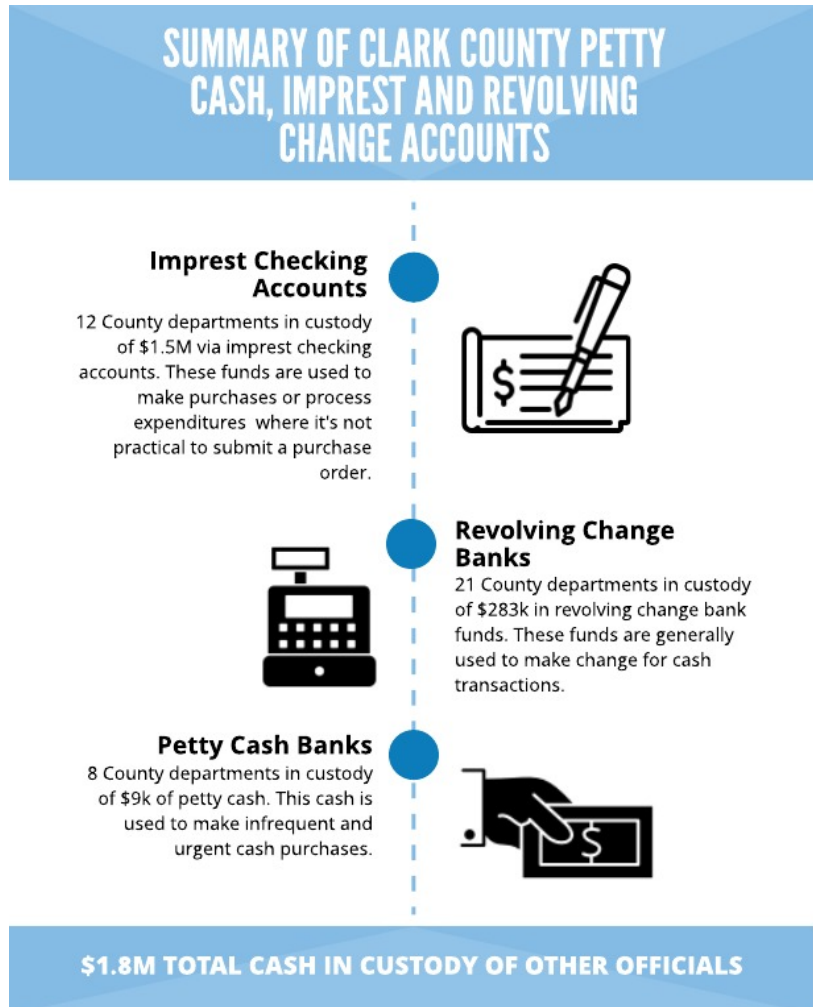 SUMMARY OF CLARK COUNTY PETTY
CASH, IMPREST AND REVOLVING
CHANGE ACCOUNTS
Imprest Checking
Accounts
12 County departments in custody
of $1.5M via imprest checking
accounts. These funds are used to
make purchases or process
expenditures  where it's not
practical to submit a purchase
order.
$
Revolving Change
Banks
21 County departments in custody
of $283k in revolving change bank
funds. These funds are generally
used to make change for cash
transactions.
Petty Cash Banks
8 County departments in custody
of $9k of petty cash. This cash is
used to make infrequent and
urgent cash purchases.
$
$1.8M TOTAL CASH IN CUSTODY OF OTHER OFFICIALS